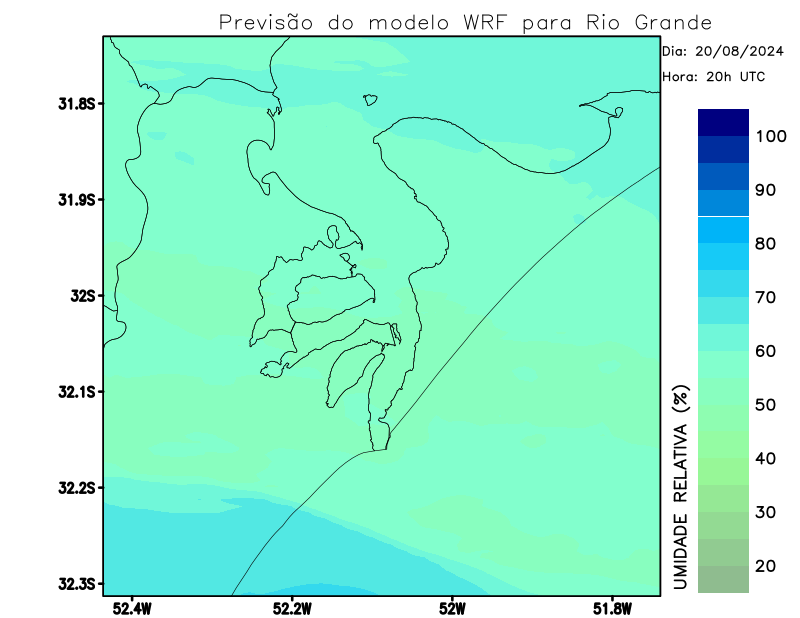 Previsão do modelo WRF para Rio Grande
Dia: 20/08/2024
Hora: 20h UTC
31.8S
31.9S
32S
32.1S
32.2S
32.3S
52.4W
52.2W
52W
51.8W
100
90
80
70
60
50
40
30
20
UMIDADE RELATIVA (%)